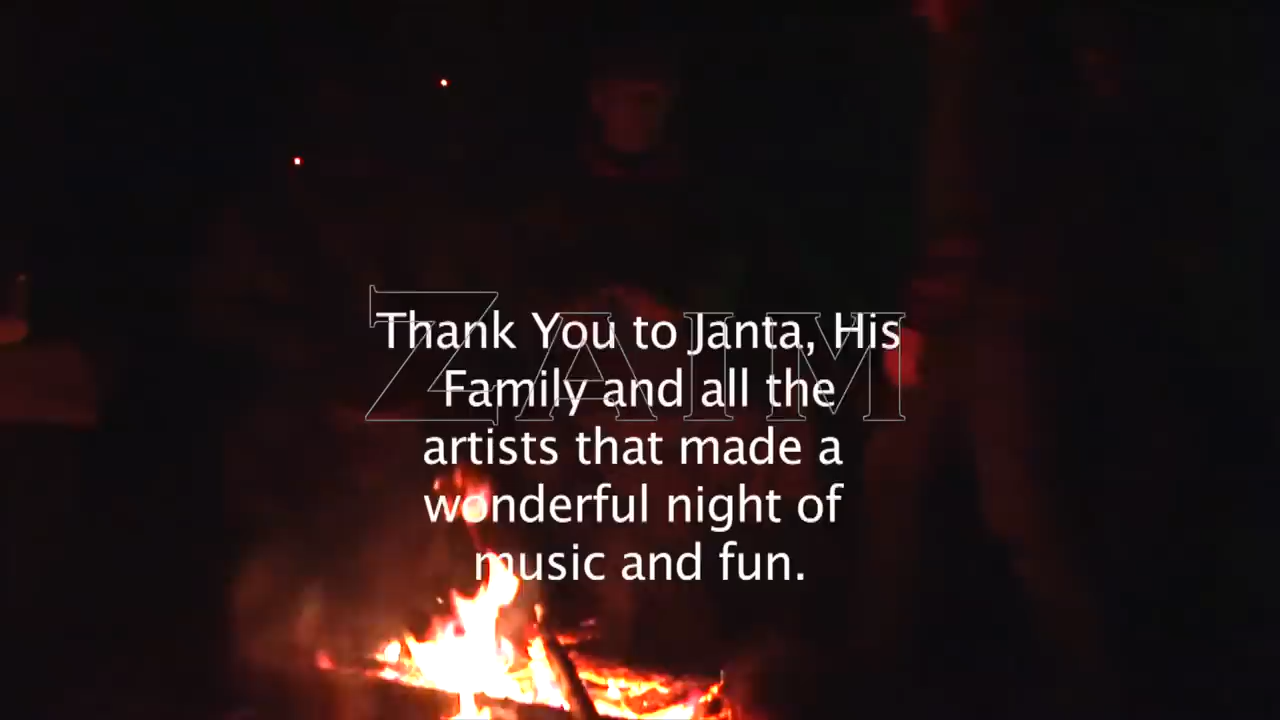 ZAIM
Thank You to Janta, His
Family and all the
artists that made a
wonderful night of
music and fun.